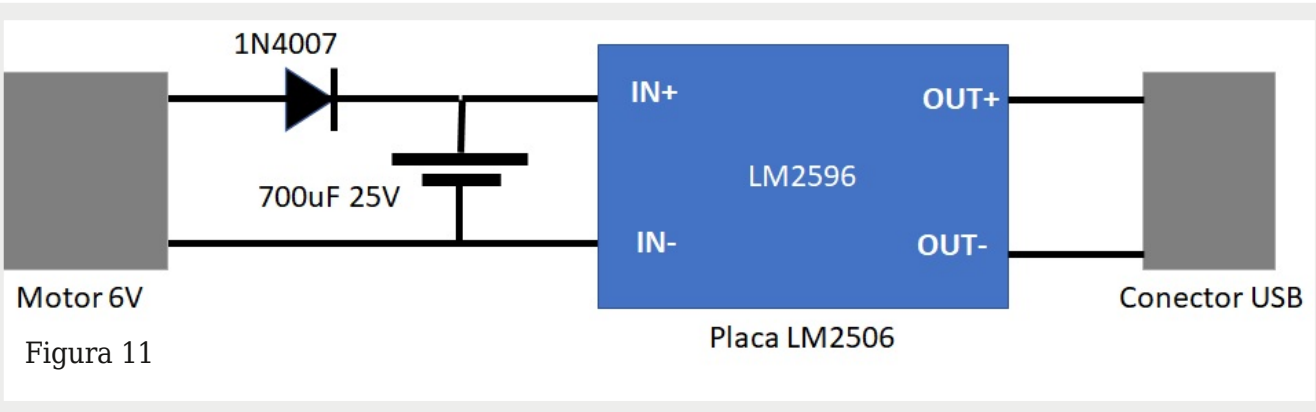 1N4007
IN+
OUT+
LM2596
700uF 25V
IN-
OUT-
Motor 6V
Conector USB
Placa LM2506
Figura 11